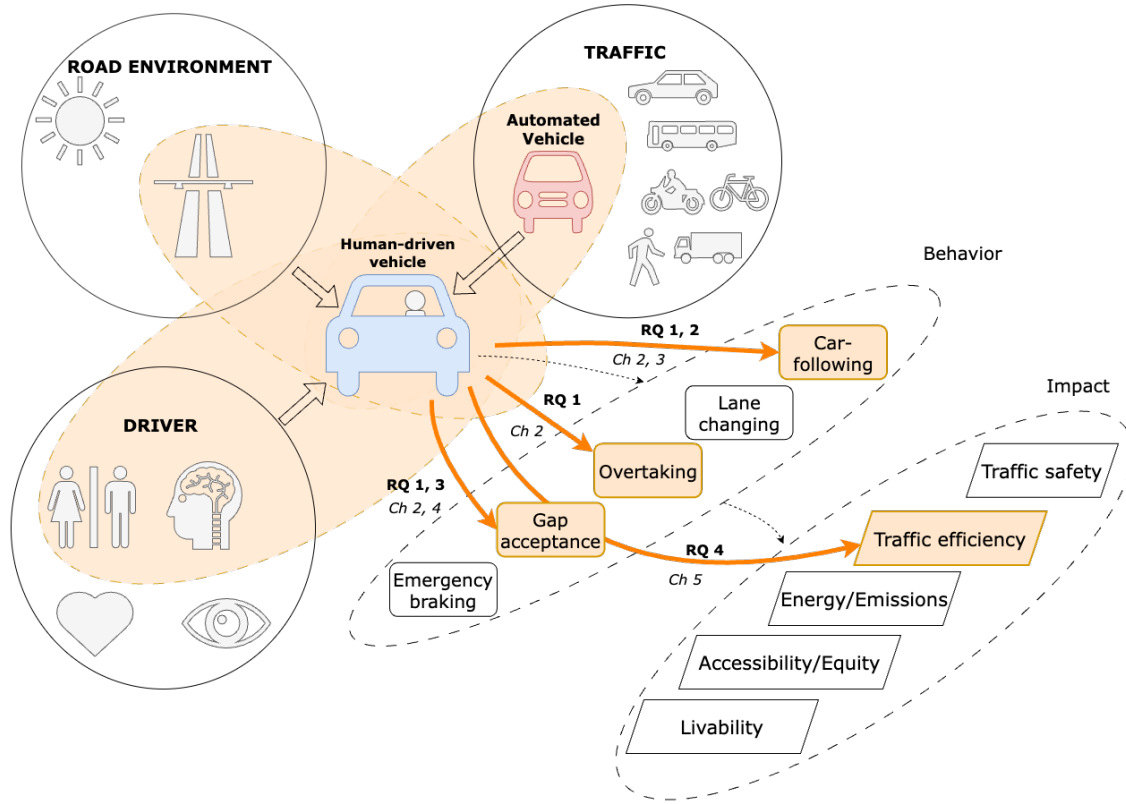 ROAD ENVIRONMENT
TRAFFIC
Automated
Vehicle
Human-driven
vehicle
Behavior
RQ 1, 2
Ch 2, 3
Car-
following
Impact
DRIVER
RQ 1
Ch 2
Lane
changing
Overtaking
Traffic safety
RQ 1, 3
Ch 2, 4
Gap
acceptance
RQ 4
Ch 5
Traffic efficiency
Emergency
braking
Energy/Emissions
Accessibility/Equity
Livability